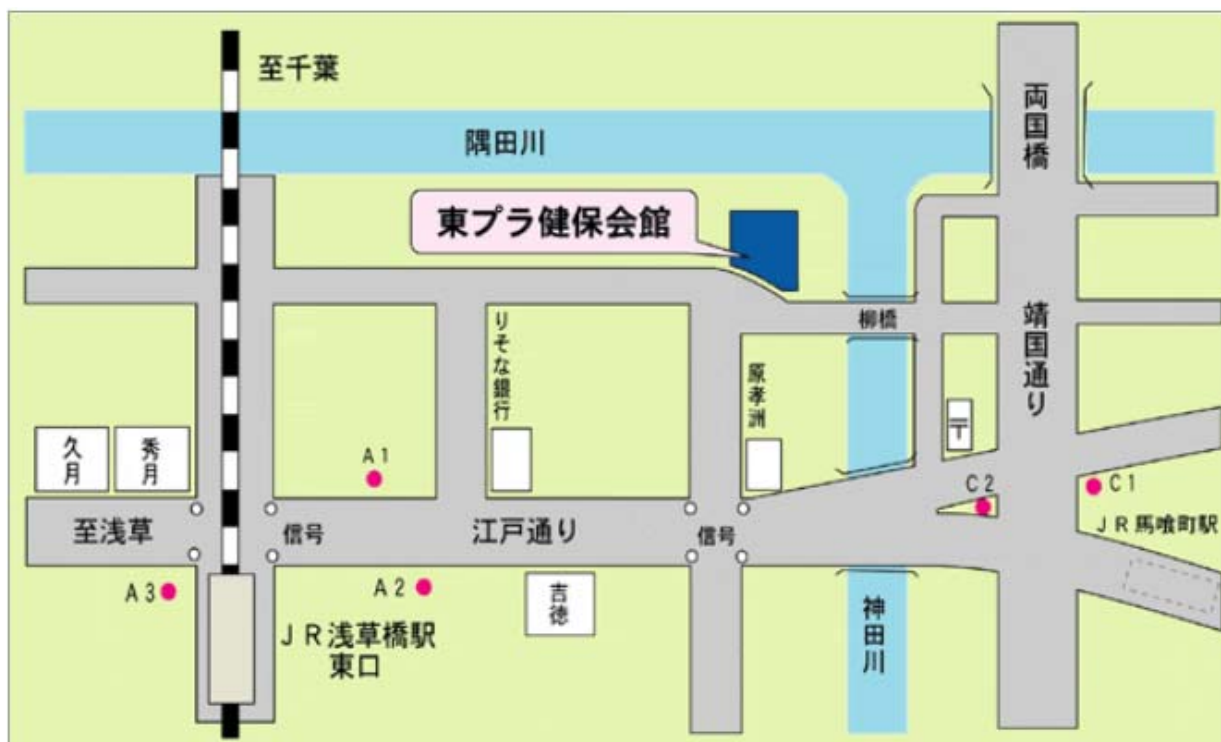 至千葉
両国橋
隅田川
東プラ健保会館
柳橋
靖国通り
りそな銀行
原孝洲
〒
久月
秀月
A1
C2
C1
至浅草
信号
江戸通り
信号
JR馬喰町駅
A3
A2
吉徳
神田川
JR浅草橋駅
東口